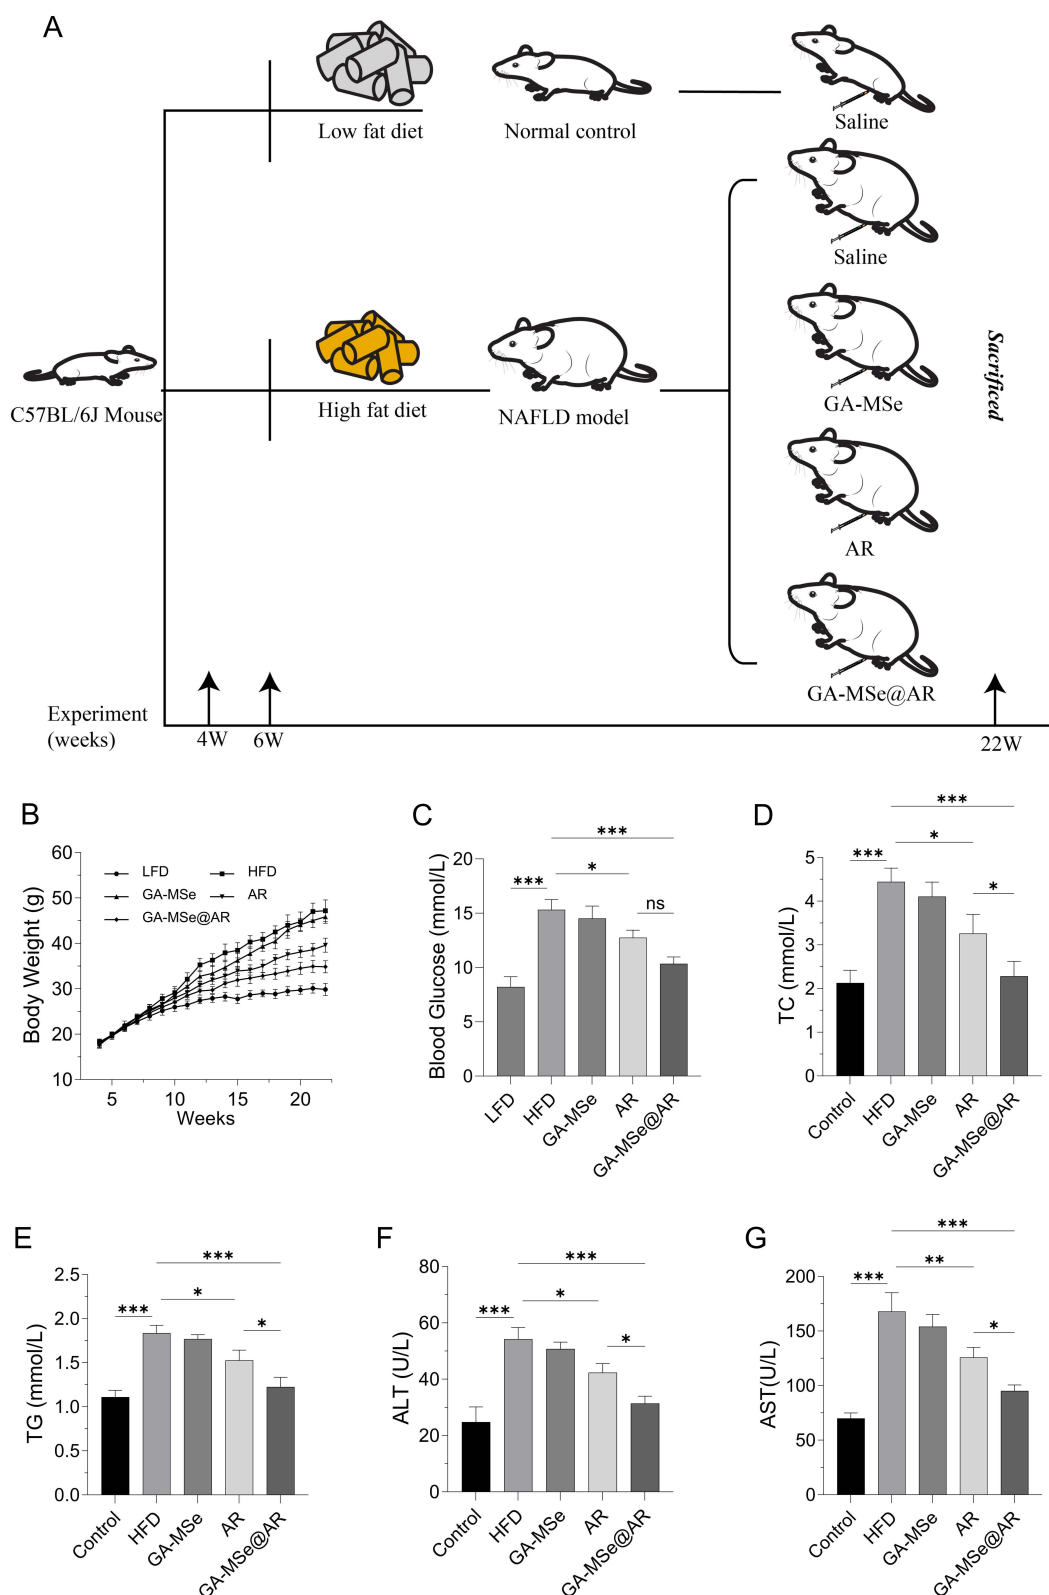 A
Low fat diet
Normal control
Saline
Saline
C57BL/6J Mouse
High fat diet
NAFLD model
GA-MSe
Sacrificed
AR
GA-MSe@AR
Experiment
(weeks)
4W
6W
22W
B
Body Weight (g)
60
50
40
30
20
10
LFD
HFD
GA-MSe
AR
GA-MSe@AR
5
10
15
20
Weeks
C
Blood Glucose (mmol/L)
20
15
10
5
0
***
*
***
ns
LFD
HFD
GA-MSe
AR
GA-MSe@AR
D
TC (mmol/L)
5
4
3
2
1
0
***
*
***
*
Control
HFD
GA-MSe
AR
GA-MSe@AR
E
TG (mmol/L)
2.5
2.0
1.5
1.0
0.5
0.0
***
*
***
*
Control
HFD
GA-MSe
AR
GA-MSe@AR
F
ALT (U/L)
80
60
40
20
0
***
*
***
*
Control
HFD
GA-MSe
AR
GA-MSe@AR
G
AST(U/L)
200
150
100
50
0
***
**
***
*
Control
HFD
GA-MSe
AR
GA-MSe@AR